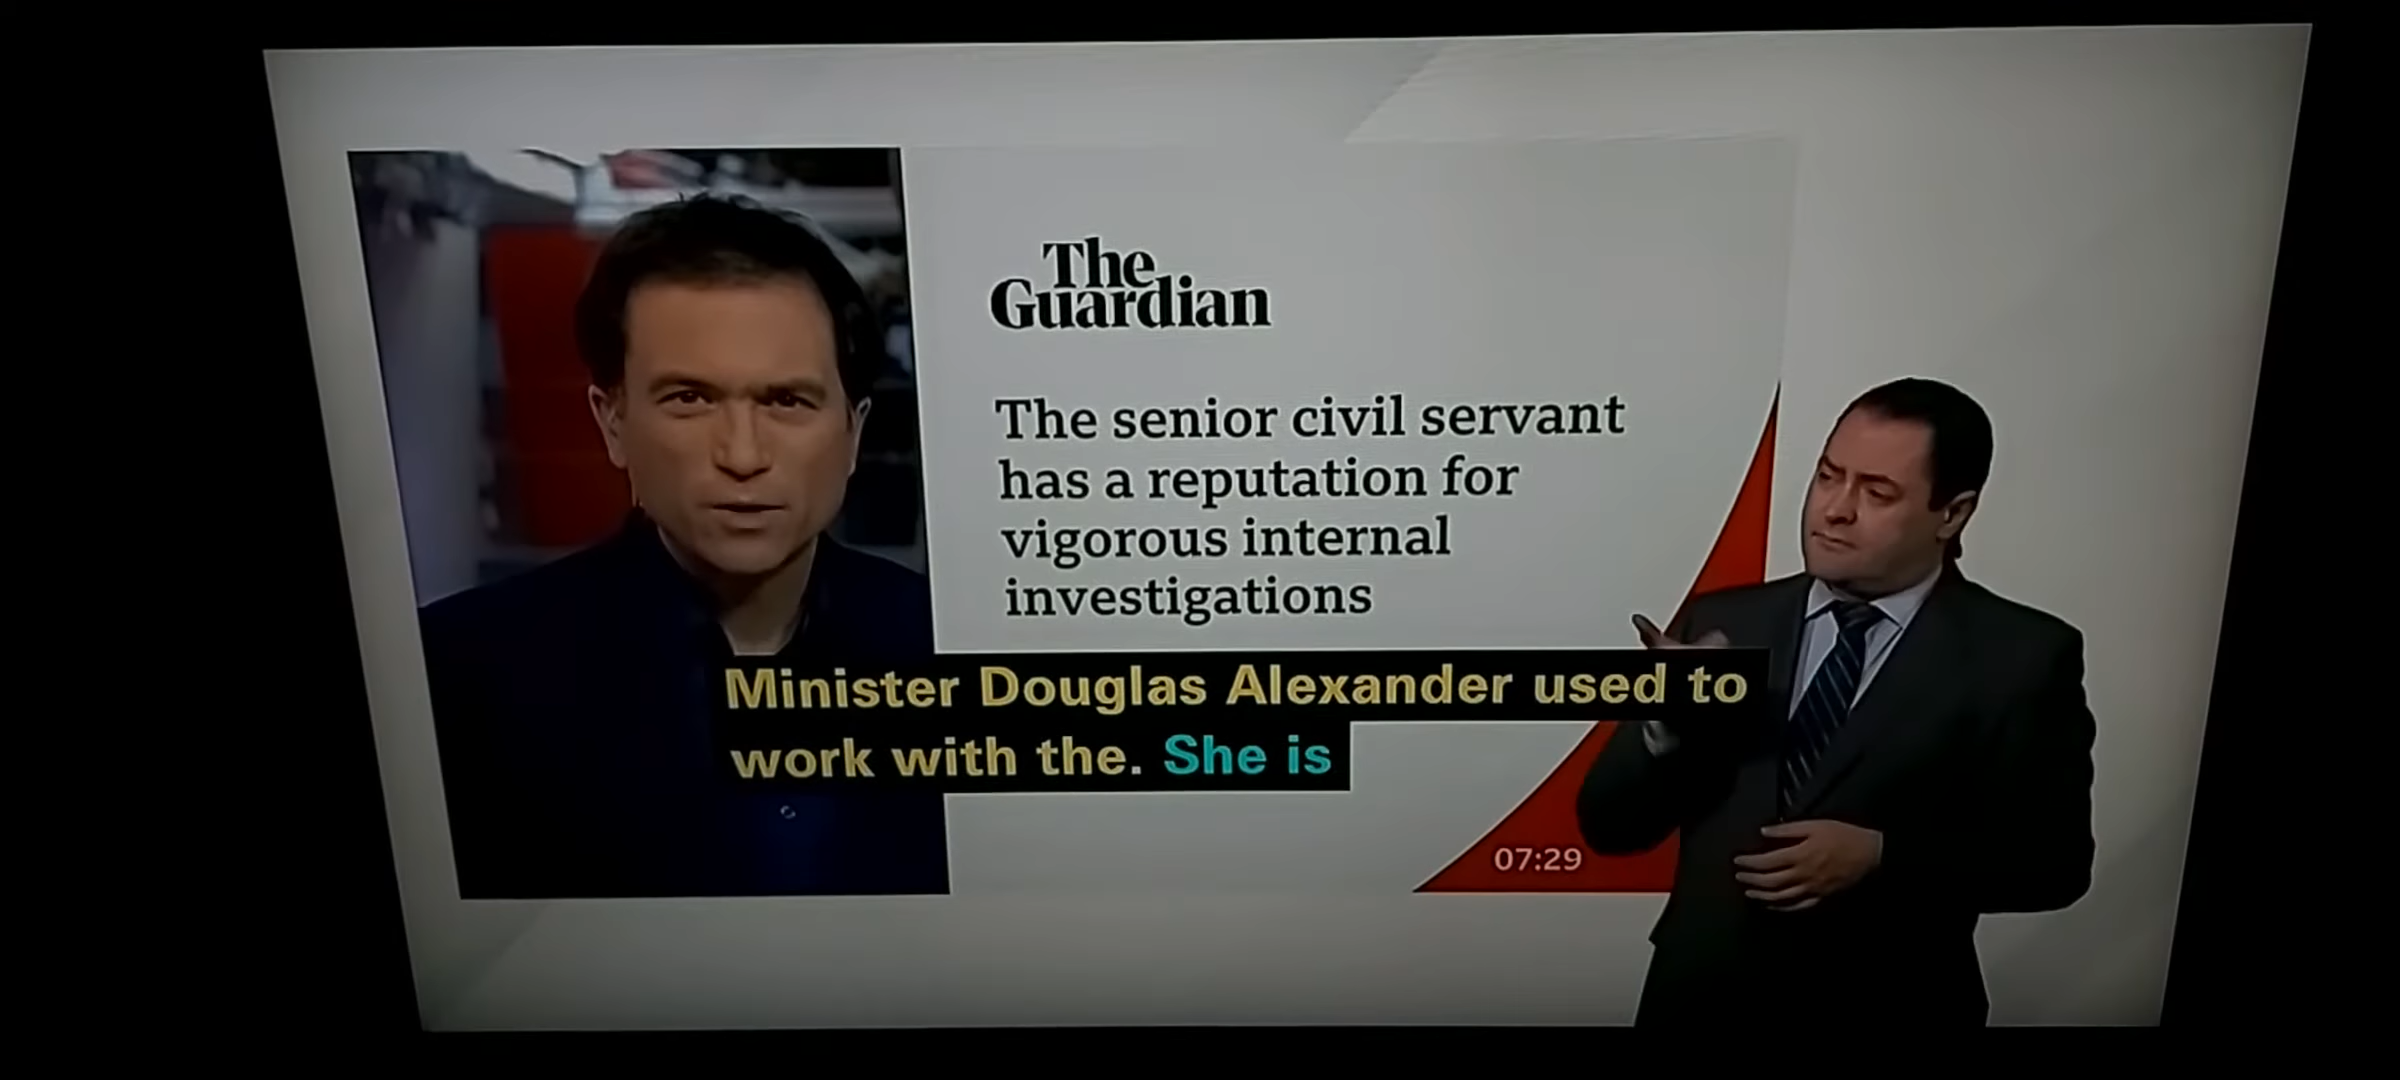 The
Guardian
The senior civil servant
has a reputation for
vigorous internal
investigations
Minister Douglas Alexander used to
work with the. She is
07:29